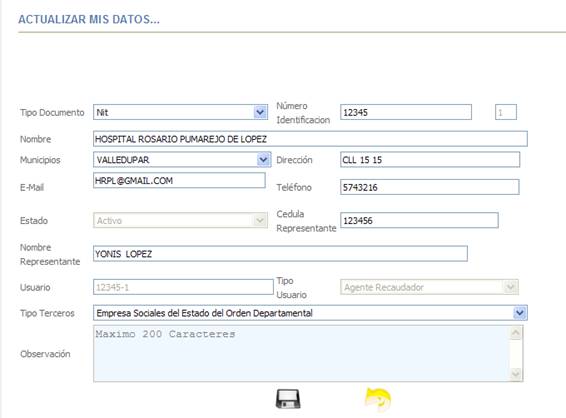 ACTUALIZAR MIS DATOS...
Tipo Documento Nit Número Identificacion 12345 1
Nombre HOSPITAL ROSARIO PUMAREJO DE LOPEZ
Municipios VALLEDUPAR Dirección CLL 15 15
E-Mail HRPL@GMAIL.COM Teléfono 5743216
Estado Activo Cedula Representante 123456
Nombre Representante YONIS LOPEZ
Usuario 12345-1 Tipo Usuario Agente Recaudador
Tipo Terceros Empresa Sociales del Estado del Orden Departamental
Observación Maximo 200 Caracteres